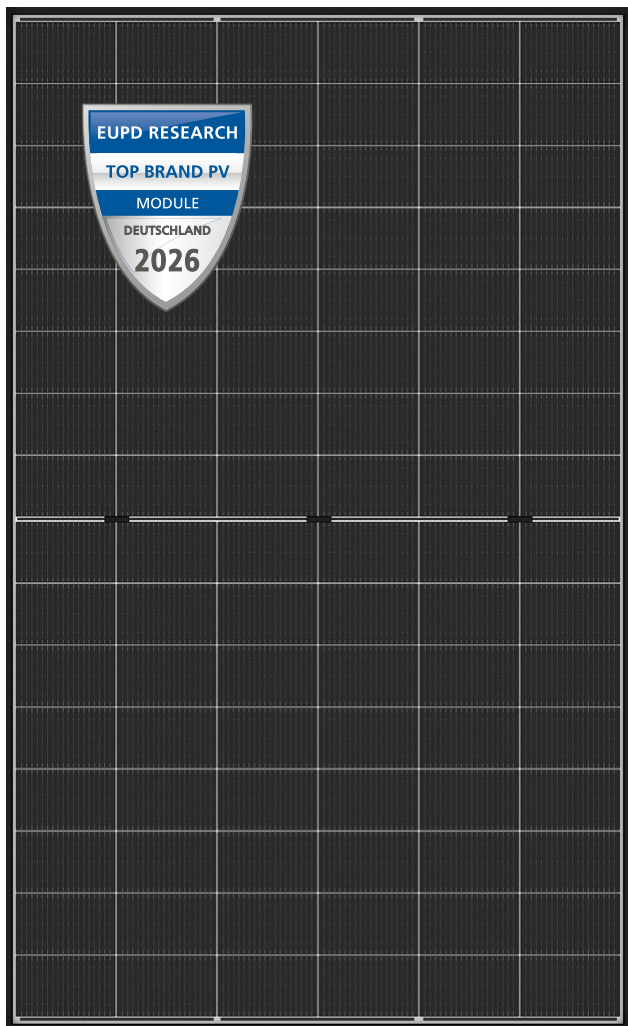 EUPD RESEARCH
TOP BRAND PV
MODULE
DEUTSCHLAND
2026